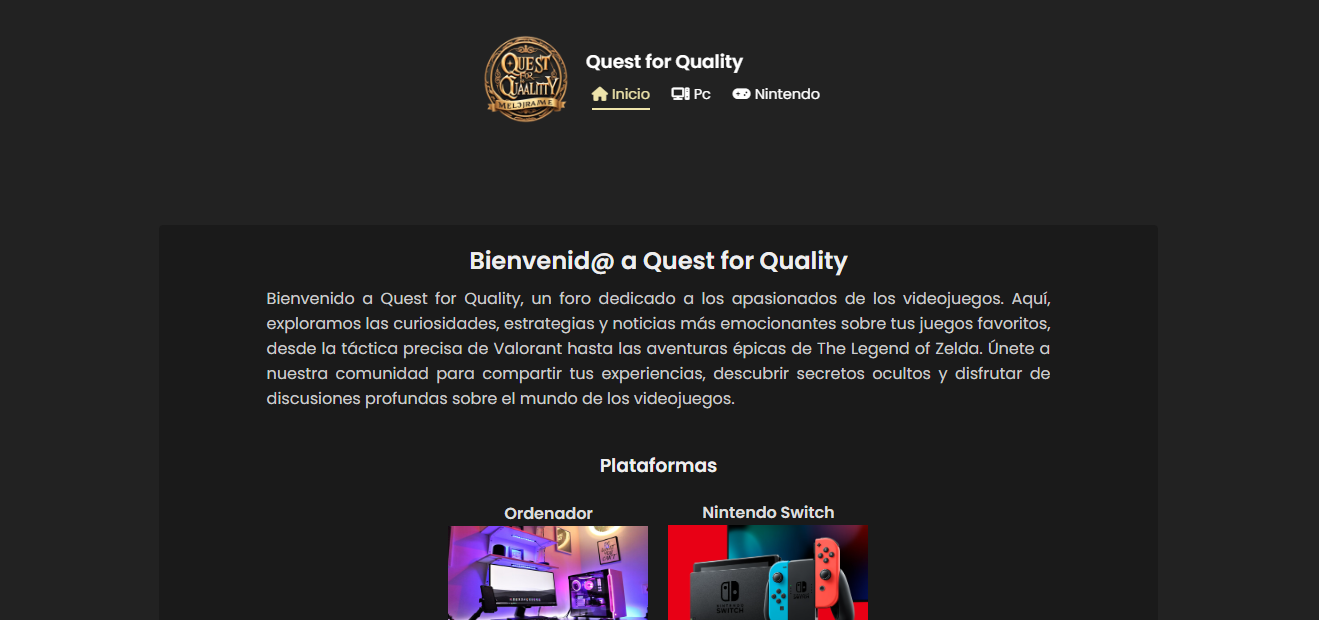 QUEST
FOR
QUAALITTY
Quest for Quality
Inicio Pc Nintendo
Bienvenid@ a Quest for Quality
Bienvenido a Quest for Quality, un foro dedicado a los apasionados de los videojuegos. Aquí,
exploramos las curiosidades, estrategias y noticias más emocionantes sobre tus juegos favoritos,
desde la táctica precisa de Valorant hasta las aventuras épicas de The Legend of Zelda. Únete a
nuestra comunidad para compartir tus experiencias, descubrir secretos ocultos y disfrutar de
discusiones profundas sobre el mundo de los videojuegos.
Plataformas
Ordenador Nintendo Switch
NINTENDO
SWITCH